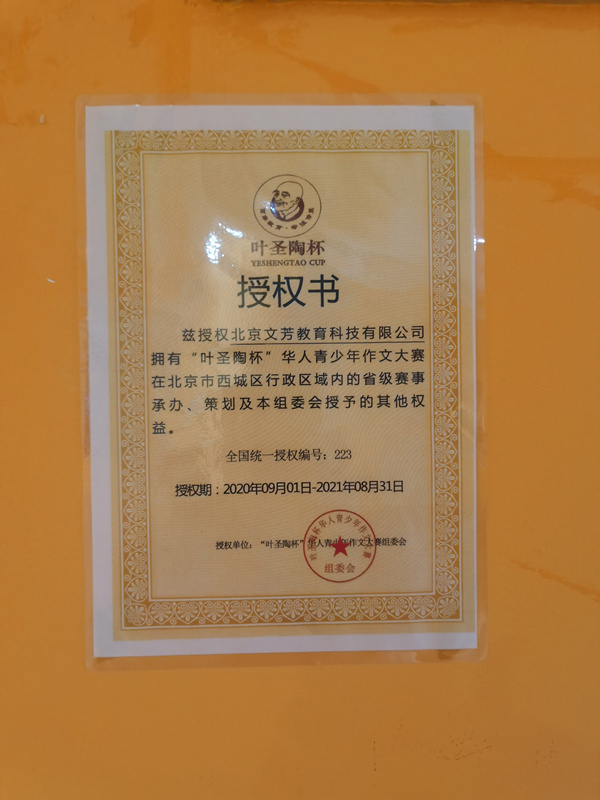 叶圣陶杯
YESHENGTAO CUP
授权书
兹授权北京文芳教育科技有限公司
拥有“叶圣陶杯”华人青少年作文大赛
在北京市西城区行政区域内的省级赛事
承办、策划及本组委会授予的其他权
益。
全国统一授权编号：223
授权期：2020年09月01日-2021年08月31日
授权单位：“叶圣陶杯”华人青少年作文大赛组委会
组委会